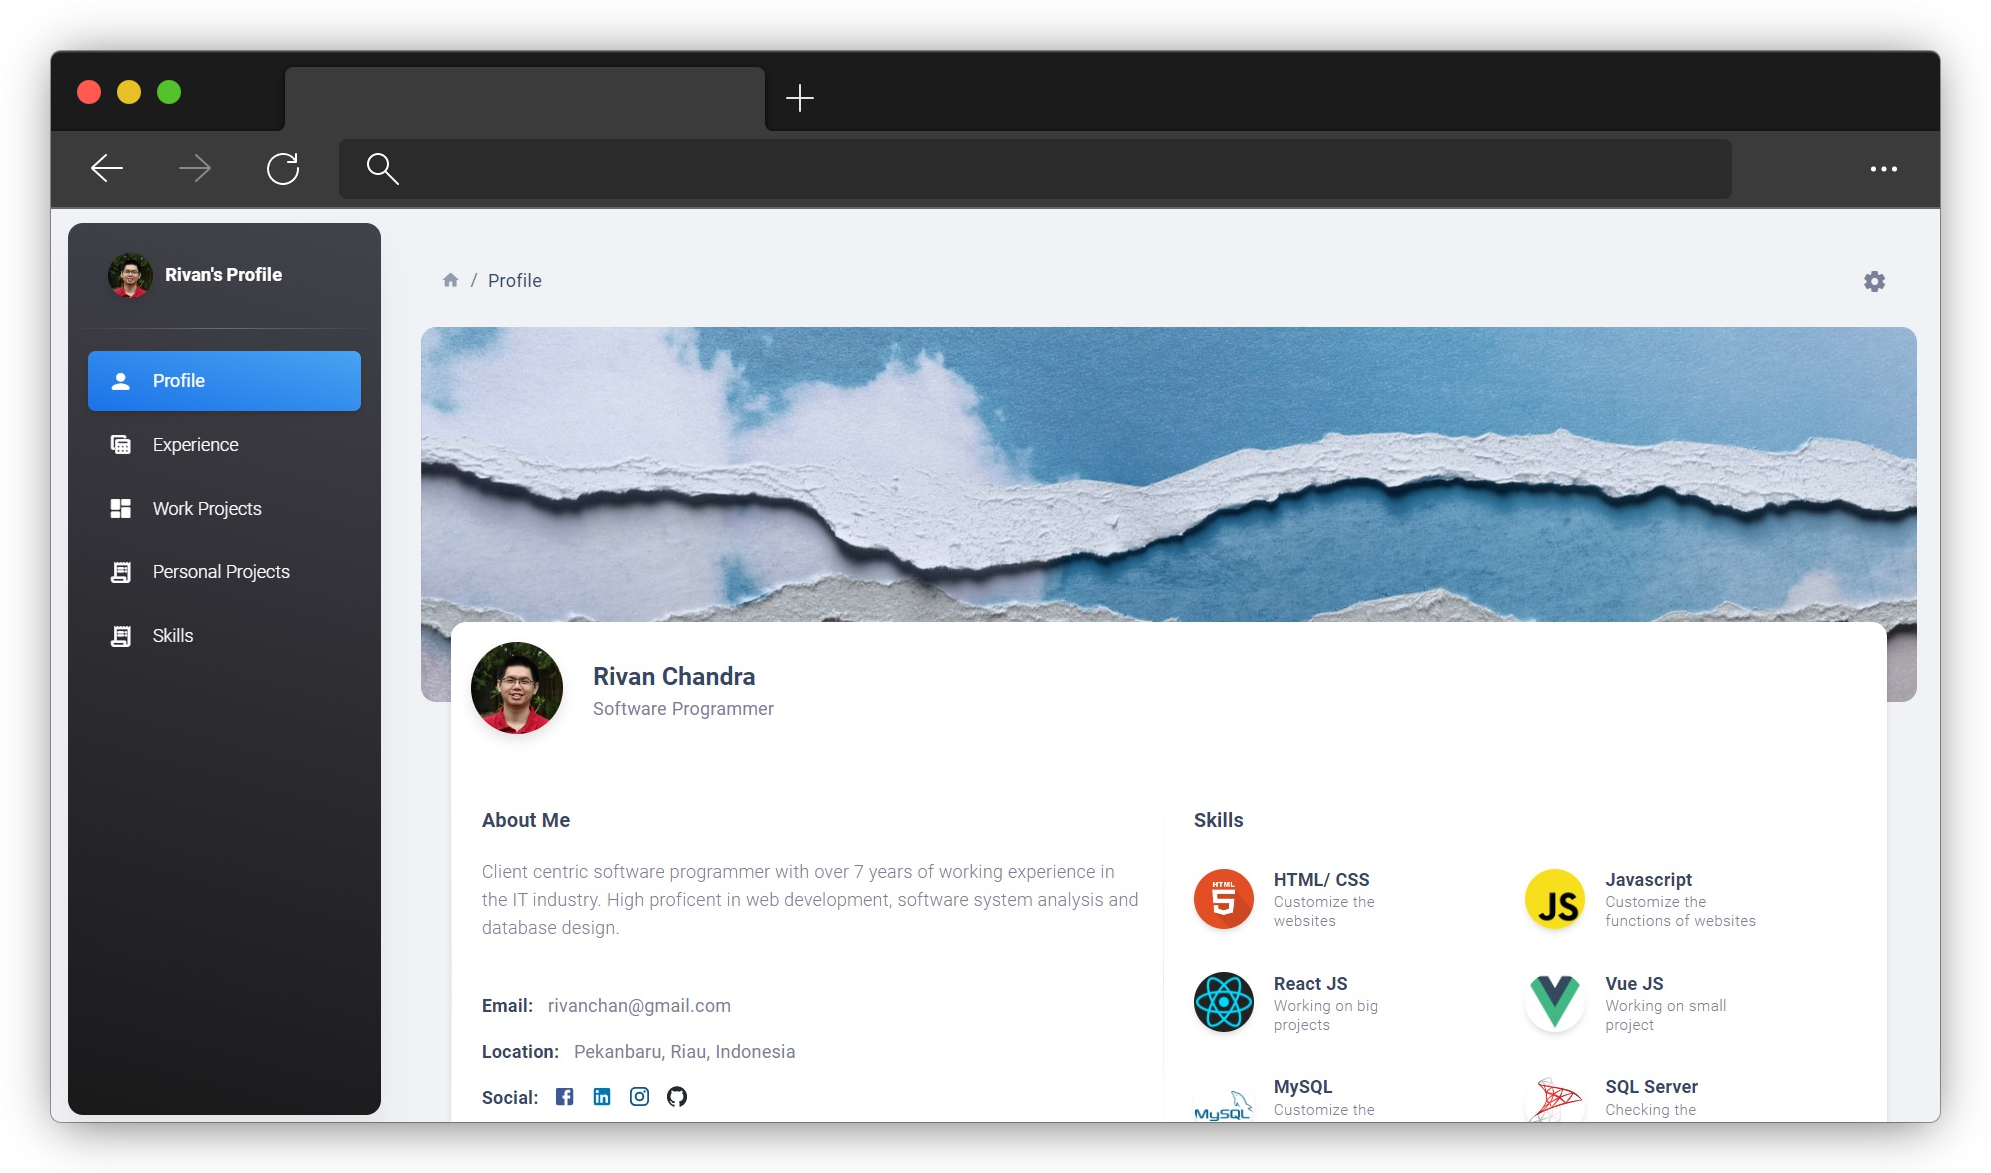 Rivan's Profile
Profile
Experience
Work Projects
Personal Projects
Skills
/ Profile
Rivan Chandra
Software Programmer
About Me
Client centric software programmer with over 7 years of working experience in
the IT industry. High proficent in web development, software system analysis and
database design.
Email: rivanchan@gmail.com
Location: Pekanbaru, Riau, Indonesia
Social:
Skills
HTML
5
HTML/ CSS
Customize the
websites
JS
Javascript
Customize the
functions of websites
React JS
Working on big
projects
Vue JS
Working on small
project
MySQL
MySQL
Customize the
SQL Server
Checking the